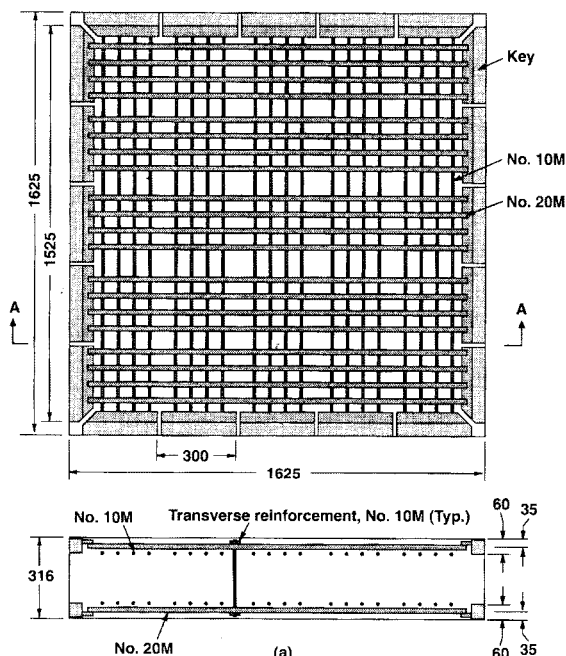 Key
No. 10M
No. 20M
1625
1525
A
A
300
1625
No. 10M
Transverse reinforcement, No. 10M (Typ.)
60
35
316
No. 20M
(a)
60
35